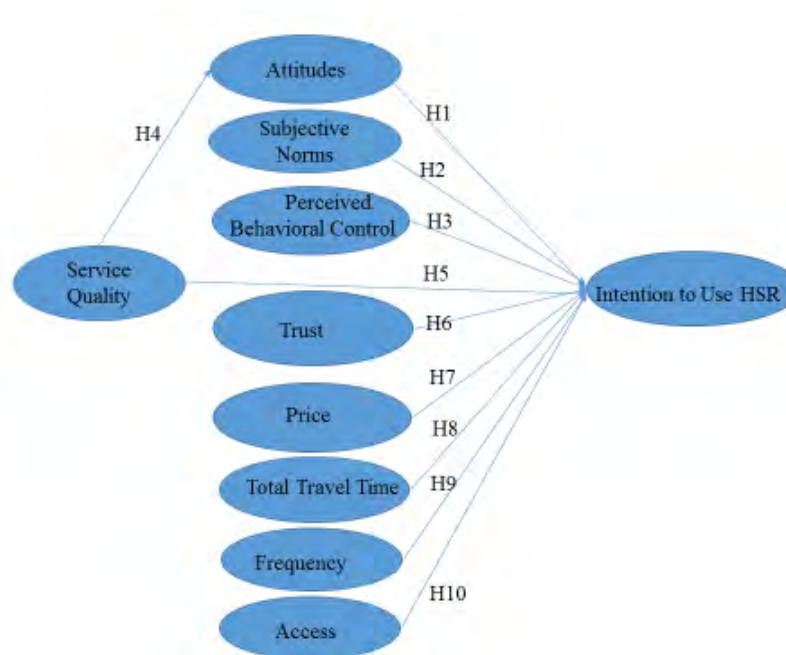 Attitudes
H1
H4
Subjective
Norms
H2
Perceived
Behavioral Control
H3
Service
Quality
H5
Intention to Use HSR
Trust
H6
H7
Price
H8
Total Travel Time
H9
Frequency
H10
Access